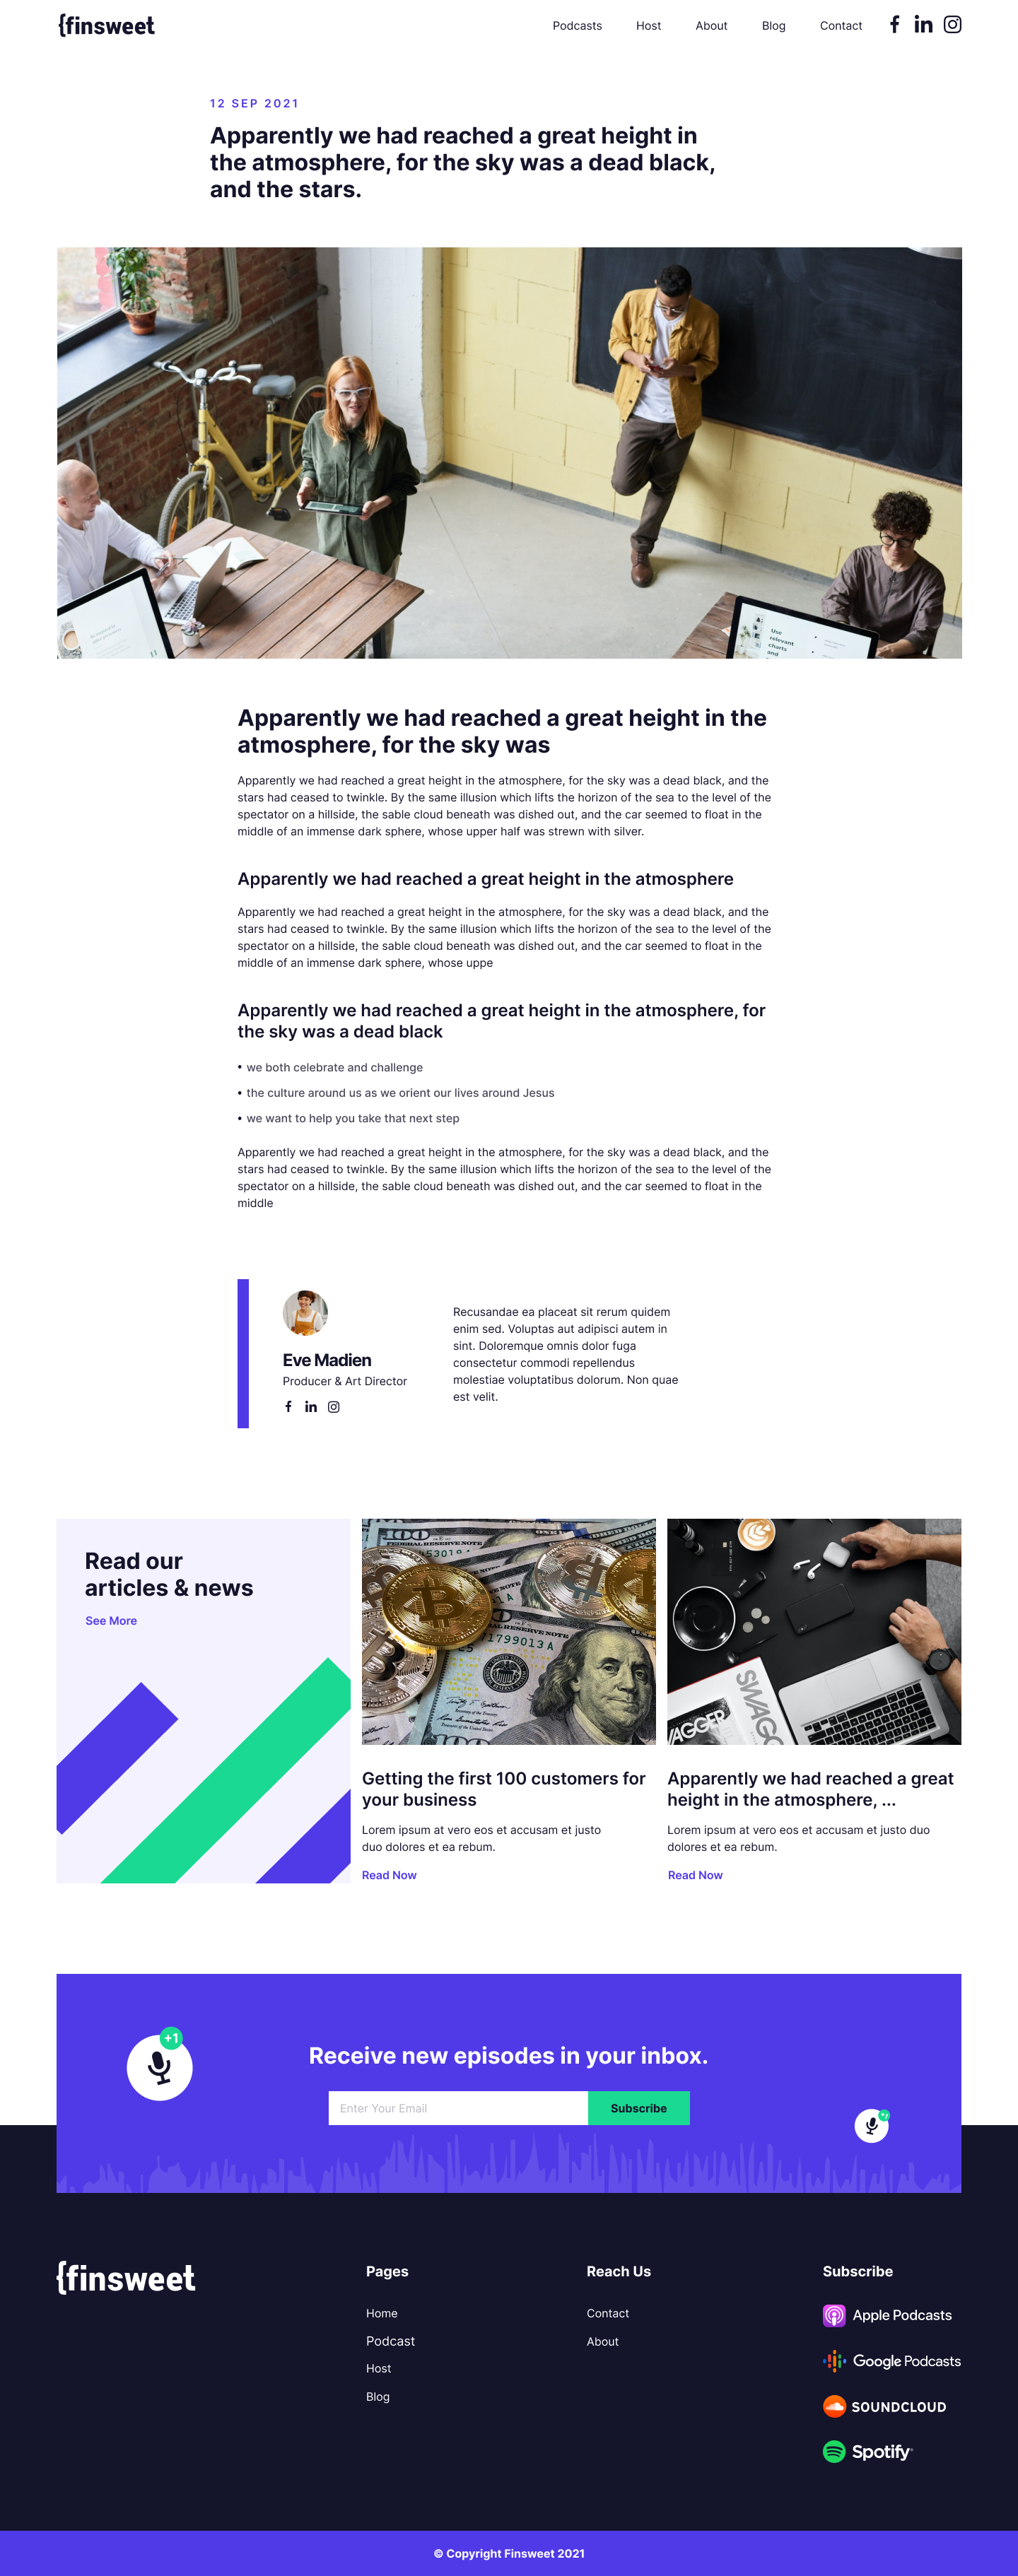 {finsweet
Podcasts Host About Blog Contact
12 SEP 2021
Apparently we had reached a great height in
the atmosphere, for the sky was a dead black,
and the stars.
Use
relevant
charts
and
Apparently we had reached a great height in the
atmosphere, for the sky was
Apparently we had reached a great height in the atmosphere, for the sky was a dead black, and the
stars had ceased to twinkle. By the same illusion which lifts the horizon of the sea to the level of the
spectator on a hillside, the sable cloud beneath was dished out, and the car seemed to float in the
middle of an immense dark sphere, whose upper half was strewn with silver.
Apparently we had reached a great height in the atmosphere
Apparently we had reached a great height in the atmosphere, for the sky was a dead black, and the
stars had ceased to twinkle. By the same illusion which lifts the horizon of the sea to the level of the
spectator on a hillside, the sable cloud beneath was dished out, and the car seemed to float in the
middle of an immense dark sphere, whose uppe
Apparently we had reached a great height in the atmosphere, for
the sky was a dead black
• we both celebrate and challenge
• the culture around us as we orient our lives around Jesus
• we want to help you take that next step
Apparently we had reached a great height in the atmosphere, for the sky was a dead black, and the
stars had ceased to twinkle. By the same illusion which lifts the horizon of the sea to the level of the
spectator on a hillside, the sable cloud beneath was dished out, and the car seemed to float in the
middle
Eve Madien
Producer & Art Director
Recusandae ea placeat sit rerum quidem
enim sed. Voluptas aut adipisci autem in
sint. Doloremque omnis dolor fuga
consectetur commodi repellendus
molestiae voluptatibus dolorum. Non quae
est velit.
Read our
articles & news
See More
100
100
1799013 A
SWAGG
VAGGER
Getting the first 100 customers for
your business
Lorem ipsum at vero eos et accusam et justo
duo dolores et ea rebum.
Read Now
Apparently we had reached a great
height in the atmosphere, ...
Lorem ipsum at vero eos et accusam et justo duo
dolores et ea rebum.
Read Now
+1
Receive new episodes in your inbox.
Enter Your Email
Subscribe
{finsweet
Pages
Home
Podcast
Host
Blog
Reach Us
Contact
About
Subscribe
Apple Podcasts
Google Podcasts
SOUNDCLOUD
Spotify
© Copyright Finsweet 2021